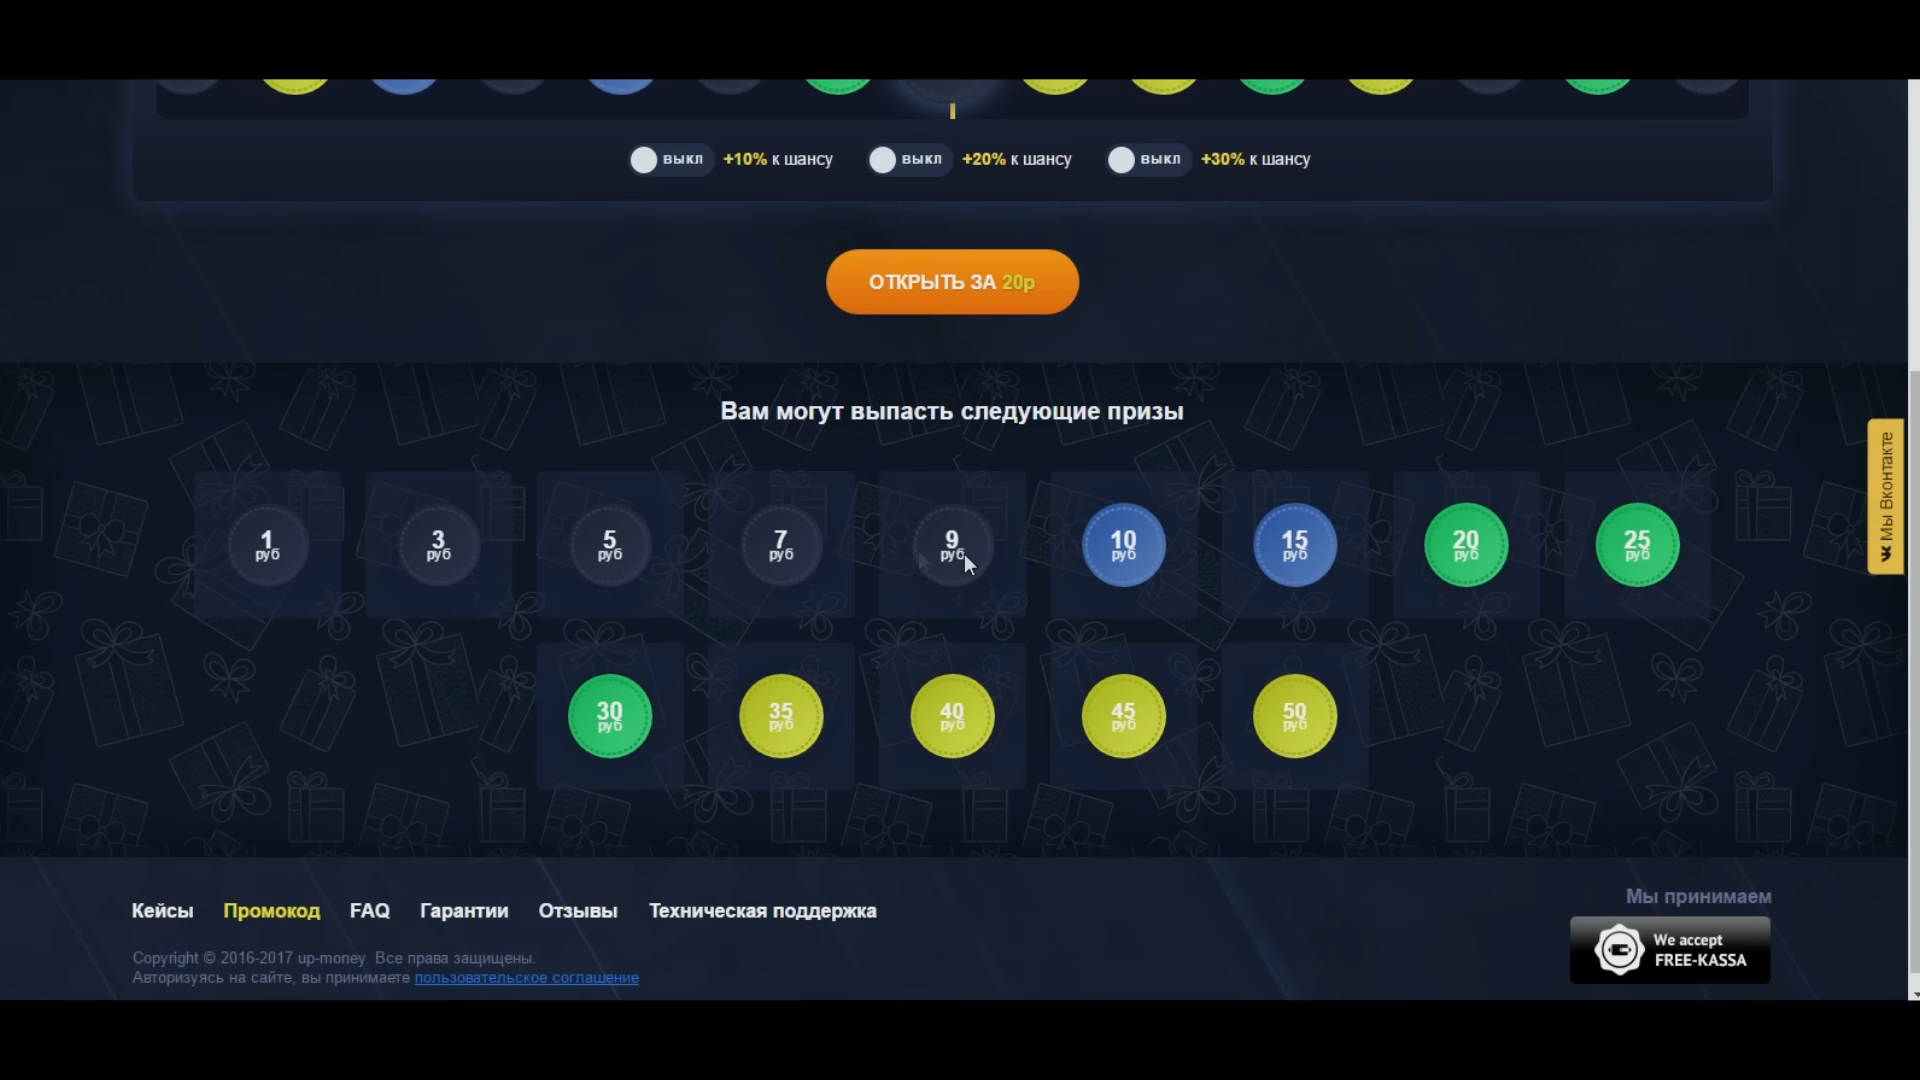 ВЫКЛ +10% к шансу ВЫКЛ +20% к шансу ВЫКЛ +30% к шансу
ОТКРЫТЬ ЗА 20р
Вам могут выпасть следующие призы
1 руб
3 руб
5 руб
7 руб
9 руб
10 руб
15 руб
20 руб
25 руб
30 руб
35 руб
40 руб
45 руб
50 руб
Мы Вконтакте
Кейсы Промокод FAQ Гарантии Отзывы Техническая поддержка
Copyright © 2016-2017 up-money. Все права защищены.
Авторизуясь на сайте, вы принимаете пользовательское соглашение
Мы принимаем
We accept
FREE-KASSA